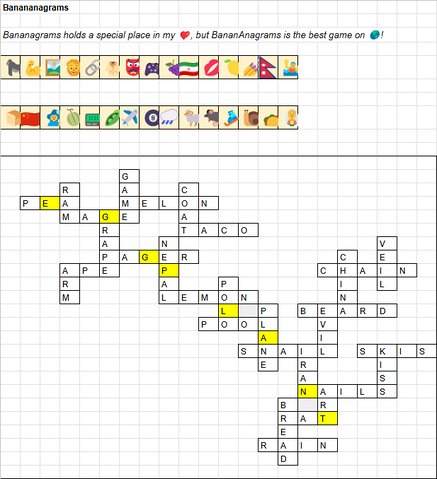 Banananagrams
Bananagrams holds a special place in my ❤️, but BananAnagrams is the best game on 🌎!
G
R A C
P E A M E L O N
M A G E A
R T A C O
A N V
P A G E R C E
A P E P C H A I N
R A P I L
M L E M O N N
L P B E A R D
P O O L V
A I
S N A I L S K I S
E R I
A S
N A I L S
B R
R A T
E
R A I N
D